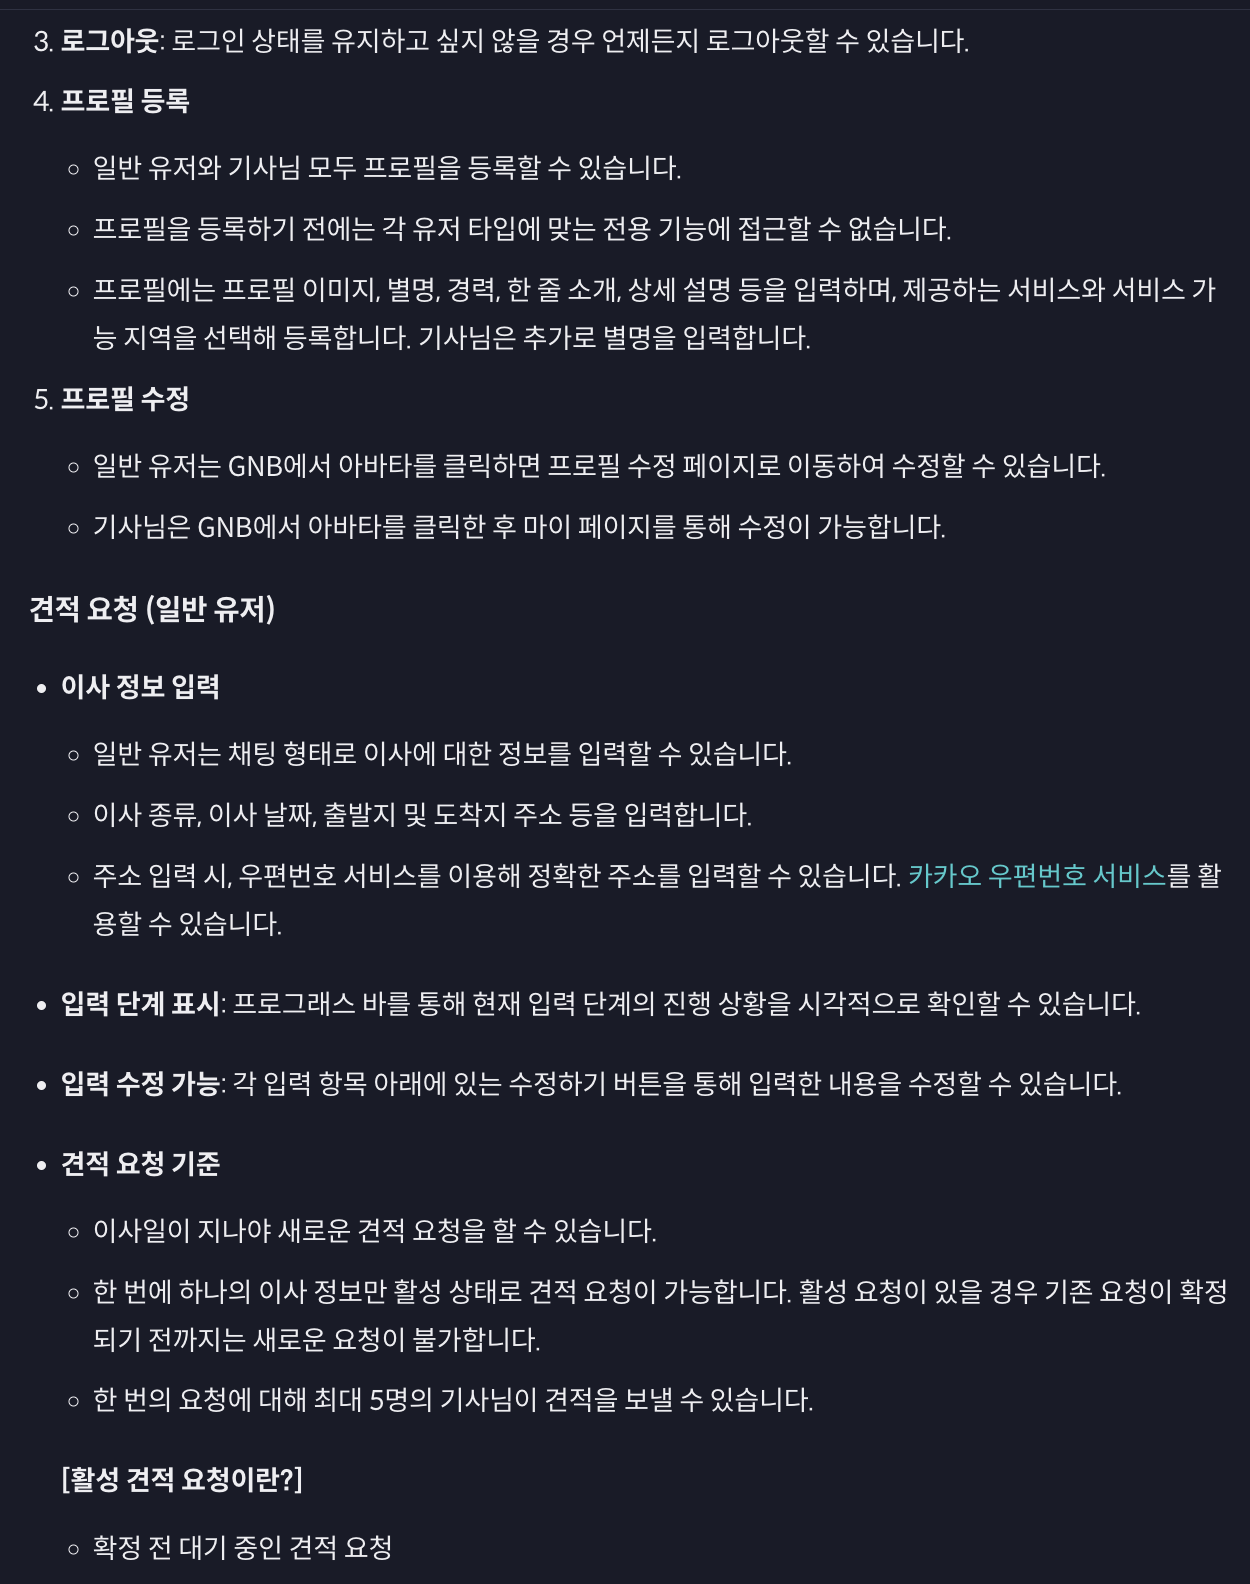 3. 로그아웃: 로그인 상태를 유지하고 싶지 않을 경우 언제든지 로그아웃할 수 있습니다.
4. 프로필 등록
일반 유저와 기사님 모두 프로필을 등록할 수 있습니다.
프로필을 등록하기 전에는 각 유저 타입에 맞는 전용 기능에 접근할 수 없습니다.
프로필에는 프로필 이미지, 별명, 경력, 한 줄 소개, 상세 설명 등을 입력하며, 제공하는 서비스와 서비스 가
능 지역을 선택해 등록합니다. 기사님은 추가로 별명을 입력합니다.
5. 프로필 수정
일반 유저는 GNB에서 아바타를 클릭하면 프로필 수정 페이지로 이동하여 수정할 수 있습니다.
기사님은 GNB에서 아바타를 클릭한 후 마이 페이지를 통해 수정이 가능합니다.
견적 요청 (일반 유저)
이사 정보 입력
일반 유저는 채팅 형태로 이사에 대한 정보를 입력할 수 있습니다.
이사 종류, 이사 날짜, 출발지 및 도착지 주소 등을 입력합니다.
주소 입력 시, 우편번호 서비스를 이용해 정확한 주소를 입력할 수 있습니다. 카카오 우편번호 서비스를 활
용할 수 있습니다.
입력 단계 표시: 프로그래스 바를 통해 현재 입력 단계의 진행 상황을 시각적으로 확인할 수 있습니다.
입력 수정 가능: 각 입력 항목 아래에 있는 수정하기 버튼을 통해 입력한 내용을 수정할 수 있습니다.
견적 요청 기준
이사일이 지나야 새로운 견적 요청을 할 수 있습니다.
한 번에 하나의 이사 정보만 활성 상태로 견적 요청이 가능합니다. 활성 요청이 있을 경우 기존 요청이 확정
되기 전까지는 새로운 요청이 불가합니다.
한 번의 요청에 대해 최대 5명의 기사님이 견적을 보낼 수 있습니다.
[활성 견적 요청이란?]
확정 전 대기 중인 견적 요청